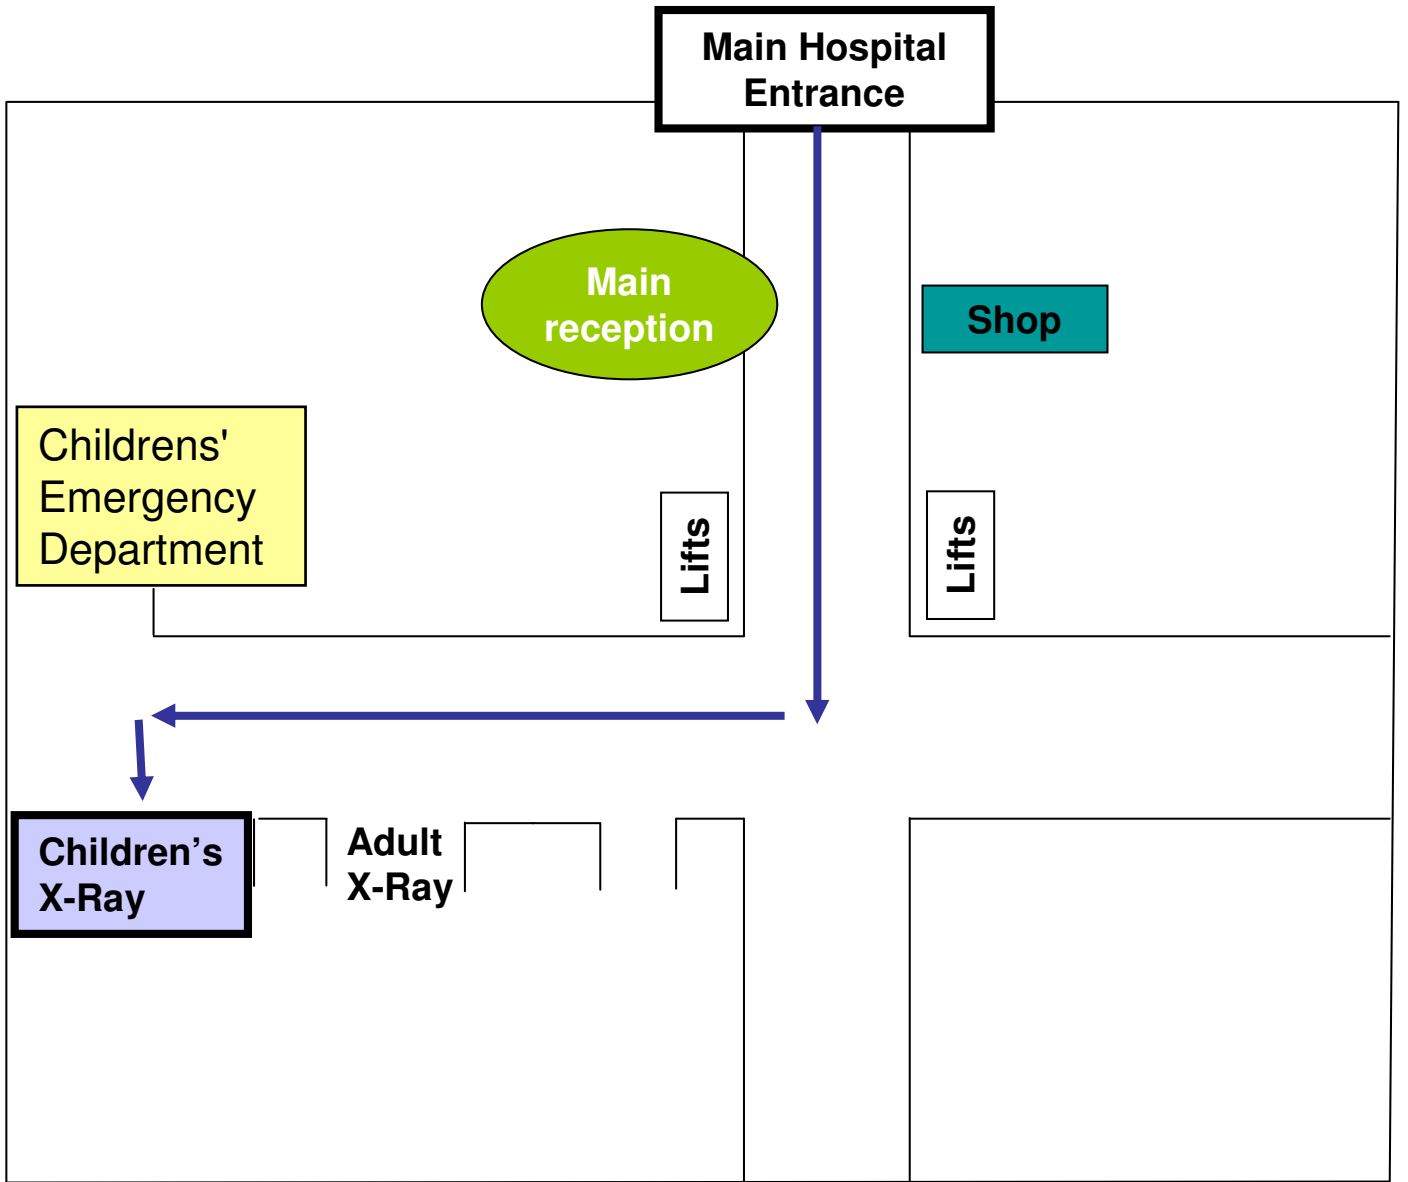 Main Hospital
Entrance
Main
reception
Shop
Childrens'
Emergency
Department
Lifts
Lifts
Children’s
X-Ray
Adult
X-Ray